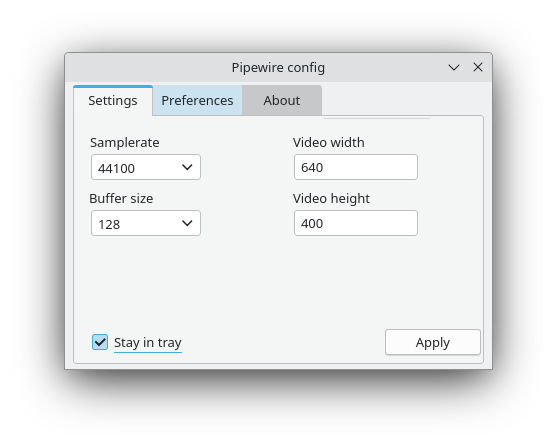 Pipewire config
Settings Preferences About
Samplerate
44100
Video width
640
Buffer size
128
Video height
400
Stay in tray
Apply